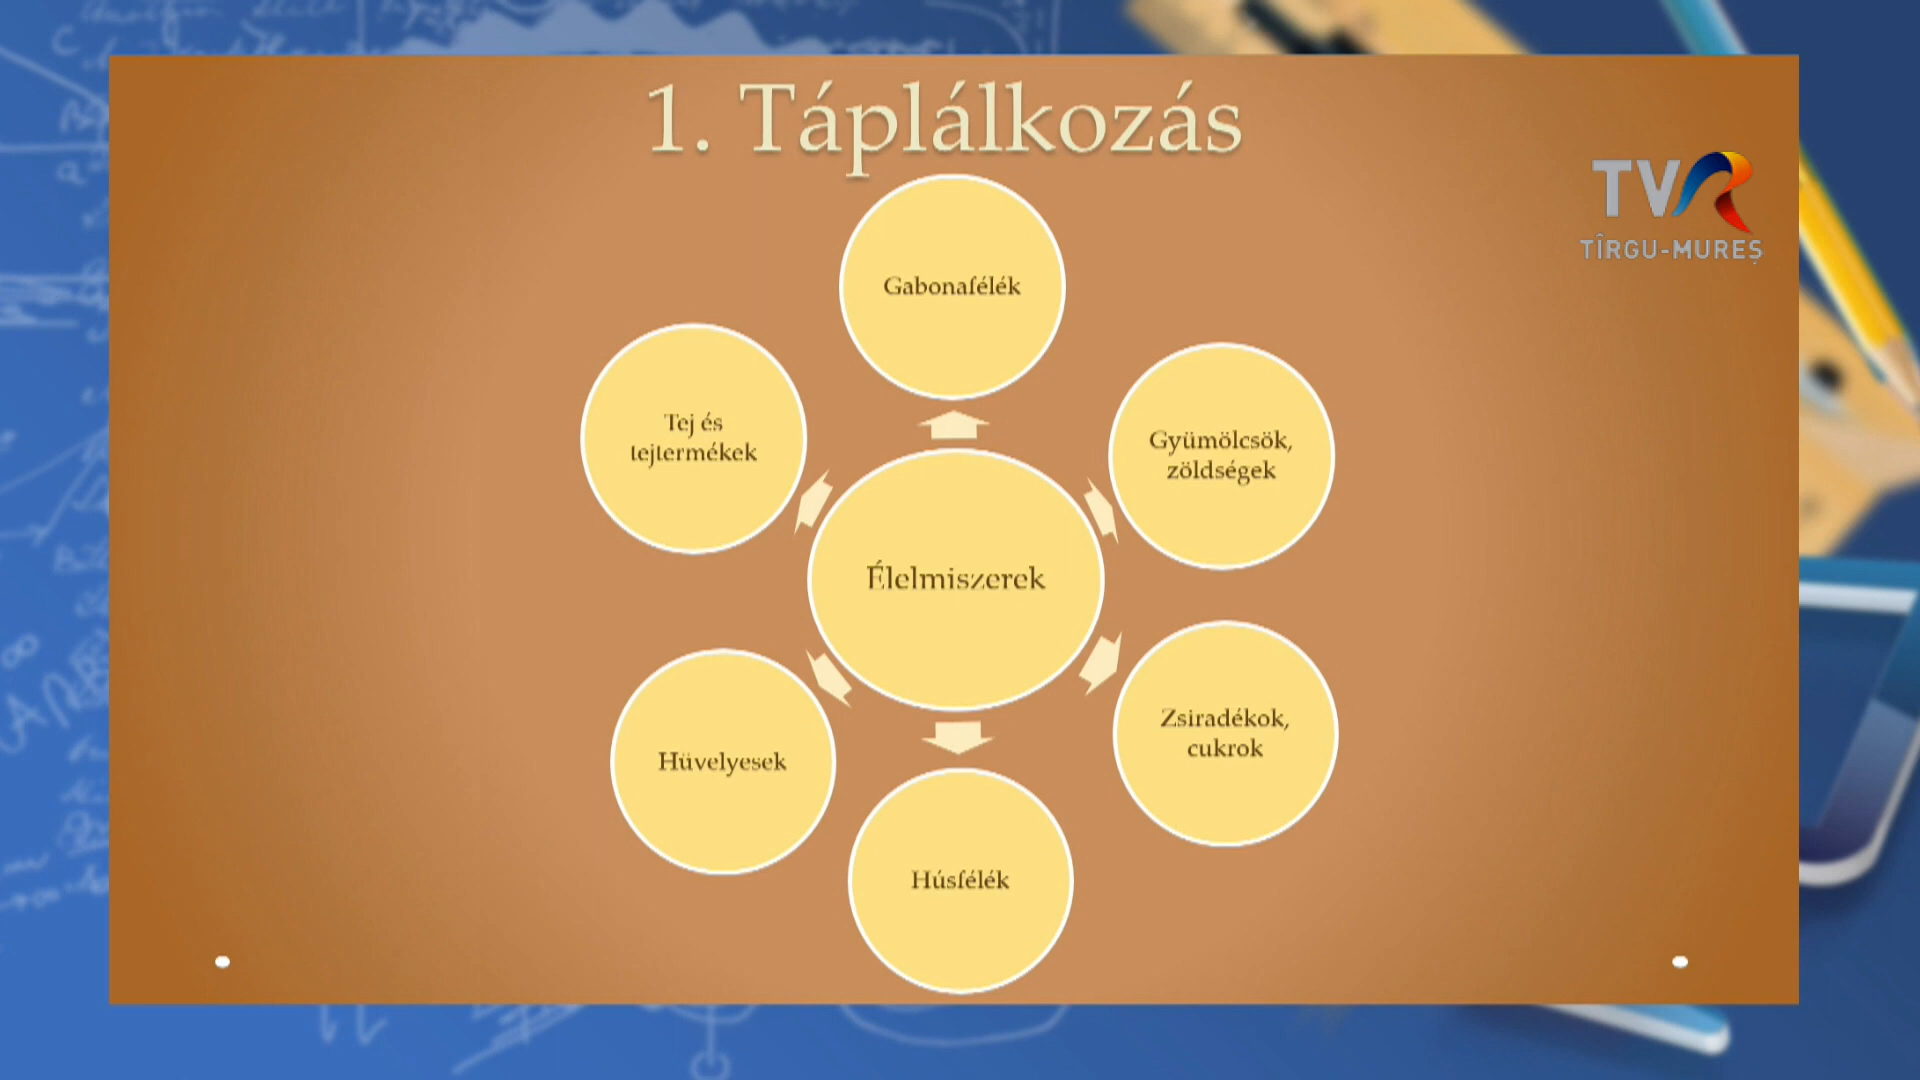 1. Táplálkozás
TVR
TÎRGU-MUREȘ
Gabonafélék
Gyümölcsök,
zöldségek
Zsiradékok,
cukrok
Húsfélék
Hüvelyesek
Tej és
tejtermékek
Élelmiszerek